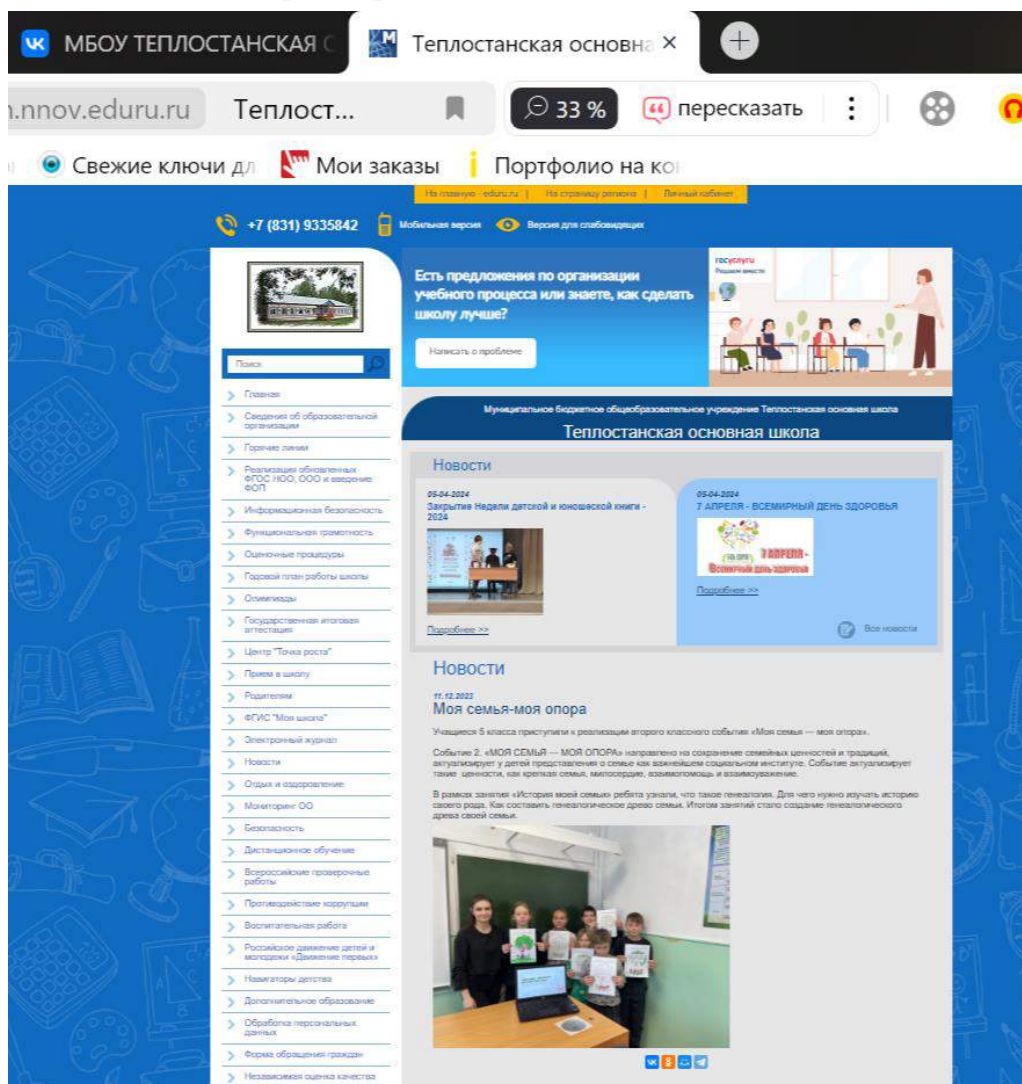 МБОУ ТЕПЛОСТАНСКАЯ С
Теплостанская основна
.nnov.eduru.ru
Теплост...
33 %
пересказать
Свежие ключи дл
Мои заказы
Портфолио на ко
На главную - eduru.ru | На страницу региона | Личный кабинет
+7 (831) 9335842
Мобильная версия
Версия для слабовидящих
Есть предложения по организации
учебного процесса или знаете, как сделать
школу лучше?
Написать о проблеме
госуслуги
Решаем вместе
Поиск
Главная
Сведения об образовательной
организации
Горячие линии
Реализация обновленных
ФГОС НОО, ООО и введение
ФОП
Информационная безопасность
Функциональная грамотность
Оценочные процедуры
Годовой план работы школы
Олимпиады
Государственная итоговая
аттестация
Центр "Точка роста"
Прием в школу
Родителям
ФГИС "Моя школа"
Электронный журнал
Новости
Отдых и оздоровление
Мониторинг ОО
Безопасность
Дистанционное обучение
Всероссийские проверочные
работы
Противодействие коррупции
Воспитательная работа
Российское движение детей и
молодежи «Движение первых»
Навигаторы детства
Дополнительное образование
Обработка персональных
данных
Форма обращения граждан
Независимая оценка качества
Муниципальное бюджетное общеобразовательное учреждение Теплостанская основная школа
Теплостанская основная школа
Новости
05-04-2024
Закрытие Недели детской и юношеской книги -
2024
Подробнее >>
05-04-2024
7 АПРЕЛЯ - ВСЕМИРНЫЙ ДЕНЬ ЗДОРОВЬЯ
7 АПРЕЛЯ -
Всемирный день здоровья
Подробнее >>
Все новости
Новости
11.12.2023
Моя семья-моя опора
Учащиеся 5 класса приступили к реализации второго классного события «Моя семья — моя опора».
Событие 2. «МОЯ СЕМЬЯ — МОЯ ОПОРА» направлено на сохранение семейных ценностей и традиций,
актуализирует у детей представления о семье как важнейшем социальном институте. Событие актуализирует
такие ценности, как крепкая семья, милосердие, взаимопомощь и взаимоуважение.
В рамках занятия «История моей семьи» ребята узнали, что такое генеалогия. Для чего нужно изучать историю
своего рода. Как составить генеалогическое древо семьи. Итогом занятий стало создание генеалогического
древа своей семьи.